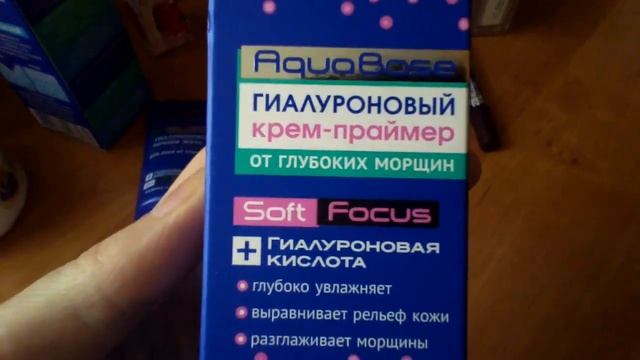 AquaBase
ГИАЛУРОНОВЫЙ
крем-праймер
ОТ ГЛУБОКИХ МОРЩИН
Soft Focus
+ ГИАЛУРОНОВАЯ
КИСЛОТА
• глубоко увлажняет
• выравнивает рельеф кожи
• разглаживает морщины